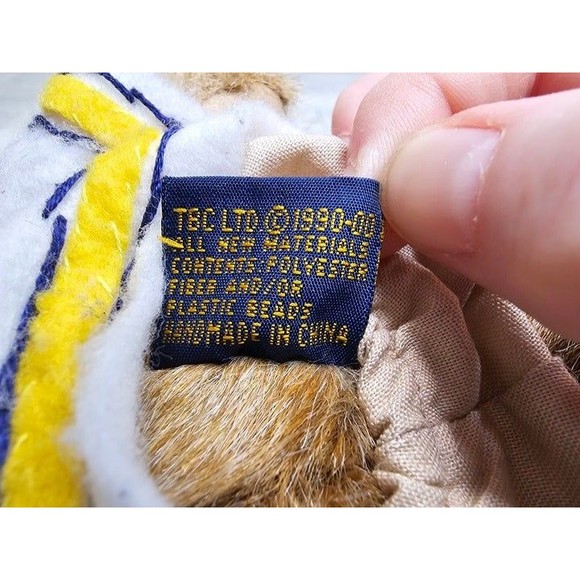 TBC LTD ©1990-00
ALL NEW MATERIALS
CONTENTS POLYESTER
FIBER AND/OR
PLASTIC BEADS
HANDMADE IN CHINA